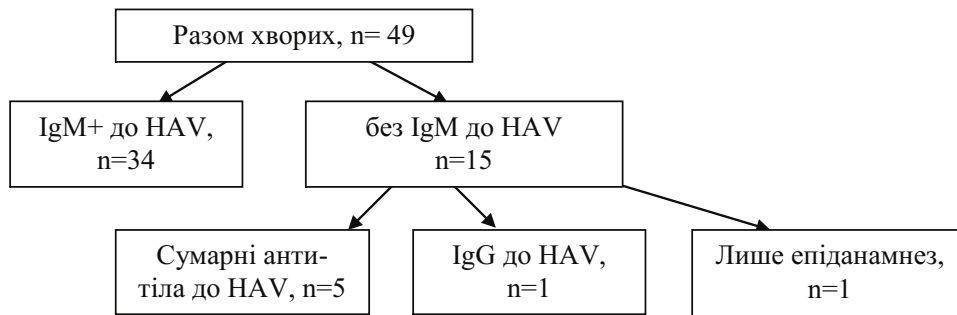 Разом хворих, n= 49
IgM+ до HAV,
n=34
без IgM до HAV
n=15
Сумарні анти-
тіла до HAV, n=5
IgG до HAV,
n=1
Лише епіданамнез,
n=1